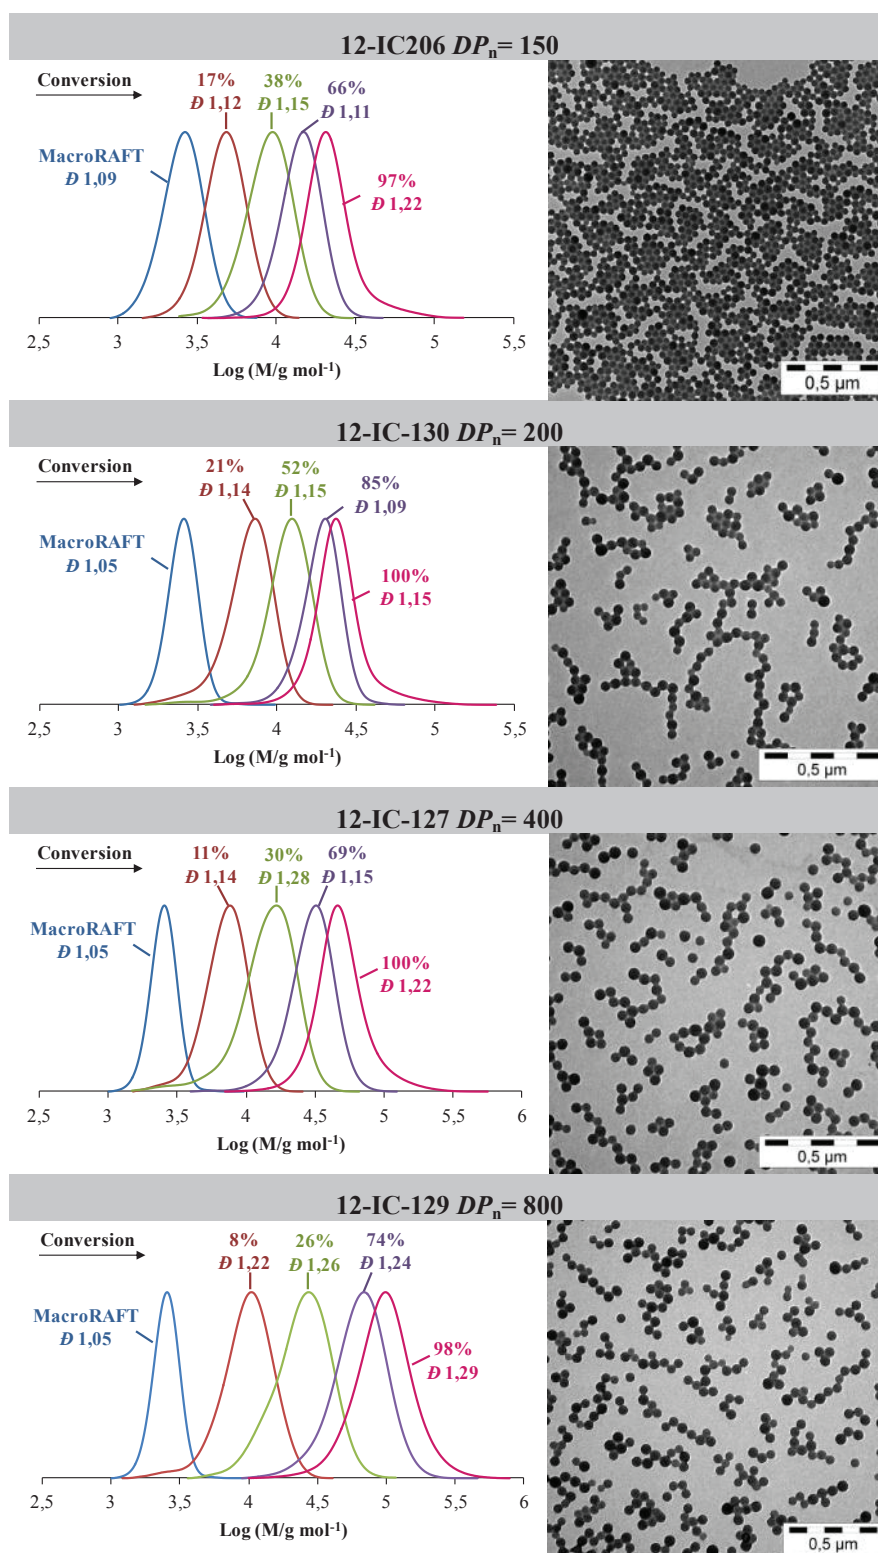 12-IC206 DPn= 150
Conversion
17%
Đ 1,12
38%
Đ 1,15
66%
Đ 1,11
MacroRAFT
Đ 1,09
97%
Đ 1,22
2,5 3 3,5 4 4,5 5 5,5
Log (M/g mol-1)
0,5 µm
12-IC-130 DPn= 200
Conversion
21%
Đ 1,14
52%
Đ 1,15
85%
Đ 1,09
MacroRAFT
Đ 1,05
100%
Đ 1,15
2,5 3 3,5 4 4,5 5 5,5
Log (M/g mol-1)
0,5 µm
12-IC-127 DPn= 400
Conversion
11%
Đ 1,14
30%
Đ 1,28
69%
Đ 1,15
MacroRAFT
Đ 1,05
100%
Đ 1,22
2,5 3 3,5 4 4,5 5 5,5 6
Log (M/g mol-1)
0,5 µm
12-IC-129 DPn= 800
Conversion
8%
Đ 1,22
26%
Đ 1,26
74%
Đ 1,24
MacroRAFT
Đ 1,05
98%
Đ 1,29
2,5 3 3,5 4 4,5 5 5,5 6
Log (M/g mol-1)
0,5 µm